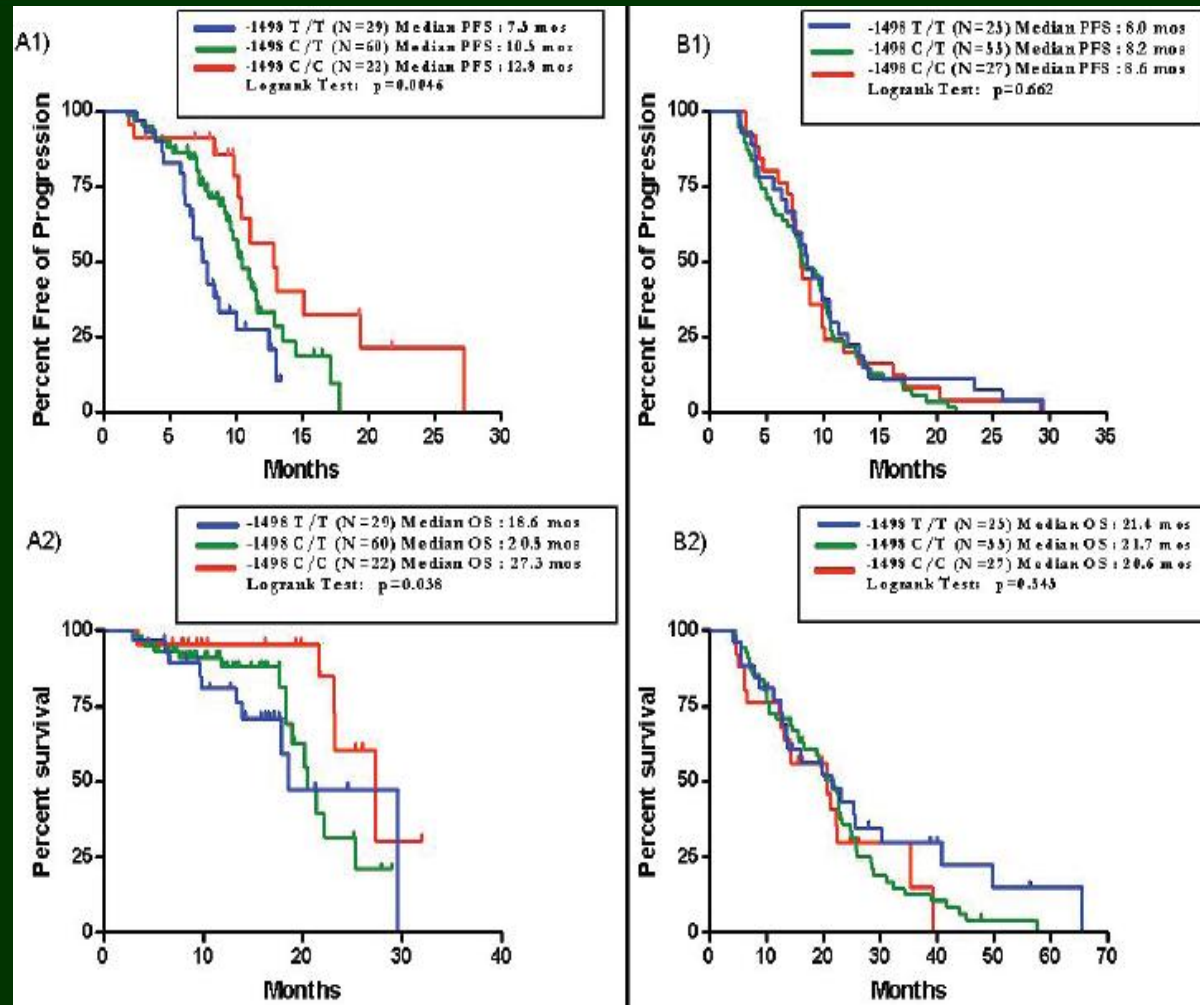 A1)
-1498 T/T (N=29) Median PFS : 7.5 mos
-1498 C/T (N=60) Median PFS : 10.5 mos
-1498 C/C (N=22) Median PFS : 12.8 mos
Logrank Test: p=0.0046
Percent Free of Progression
100
75
50
25
0
0 5 10 15 20 25 30
Months
B1)
-1498 T/T (N=25) Median PFS : 8.0 mos
-1498 C/T (N=55) Median PFS : 8.2 mos
-1498 C/C (N=27) Median PFS : 8.6 mos
Logrank Test: p=0.662
Percent Free of Progression
100
75
50
25
0
0 5 10 15 20 25 30 35
Months
A2)
-1498 T/T (N=29) Median OS : 18.6 mos
-1498 C/T (N=60) Median OS : 20.5 mos
-1498 C/C (N=22) Median OS : 27.3 mos
Logrank Test: p=0.038
Percent survival
100
75
50
25
0
0 10 20 30 40
Months
B2)
-1498 T/T (N=25) Median OS : 21.4 mos
-1498 C/T (N=55) Median OS : 21.7 mos
-1498 C/C (N=27) Median OS : 20.6 mos
Logrank Test:
Percent survival
100
75
50
25
0
0 10 20 30 40 50 60 70
Months